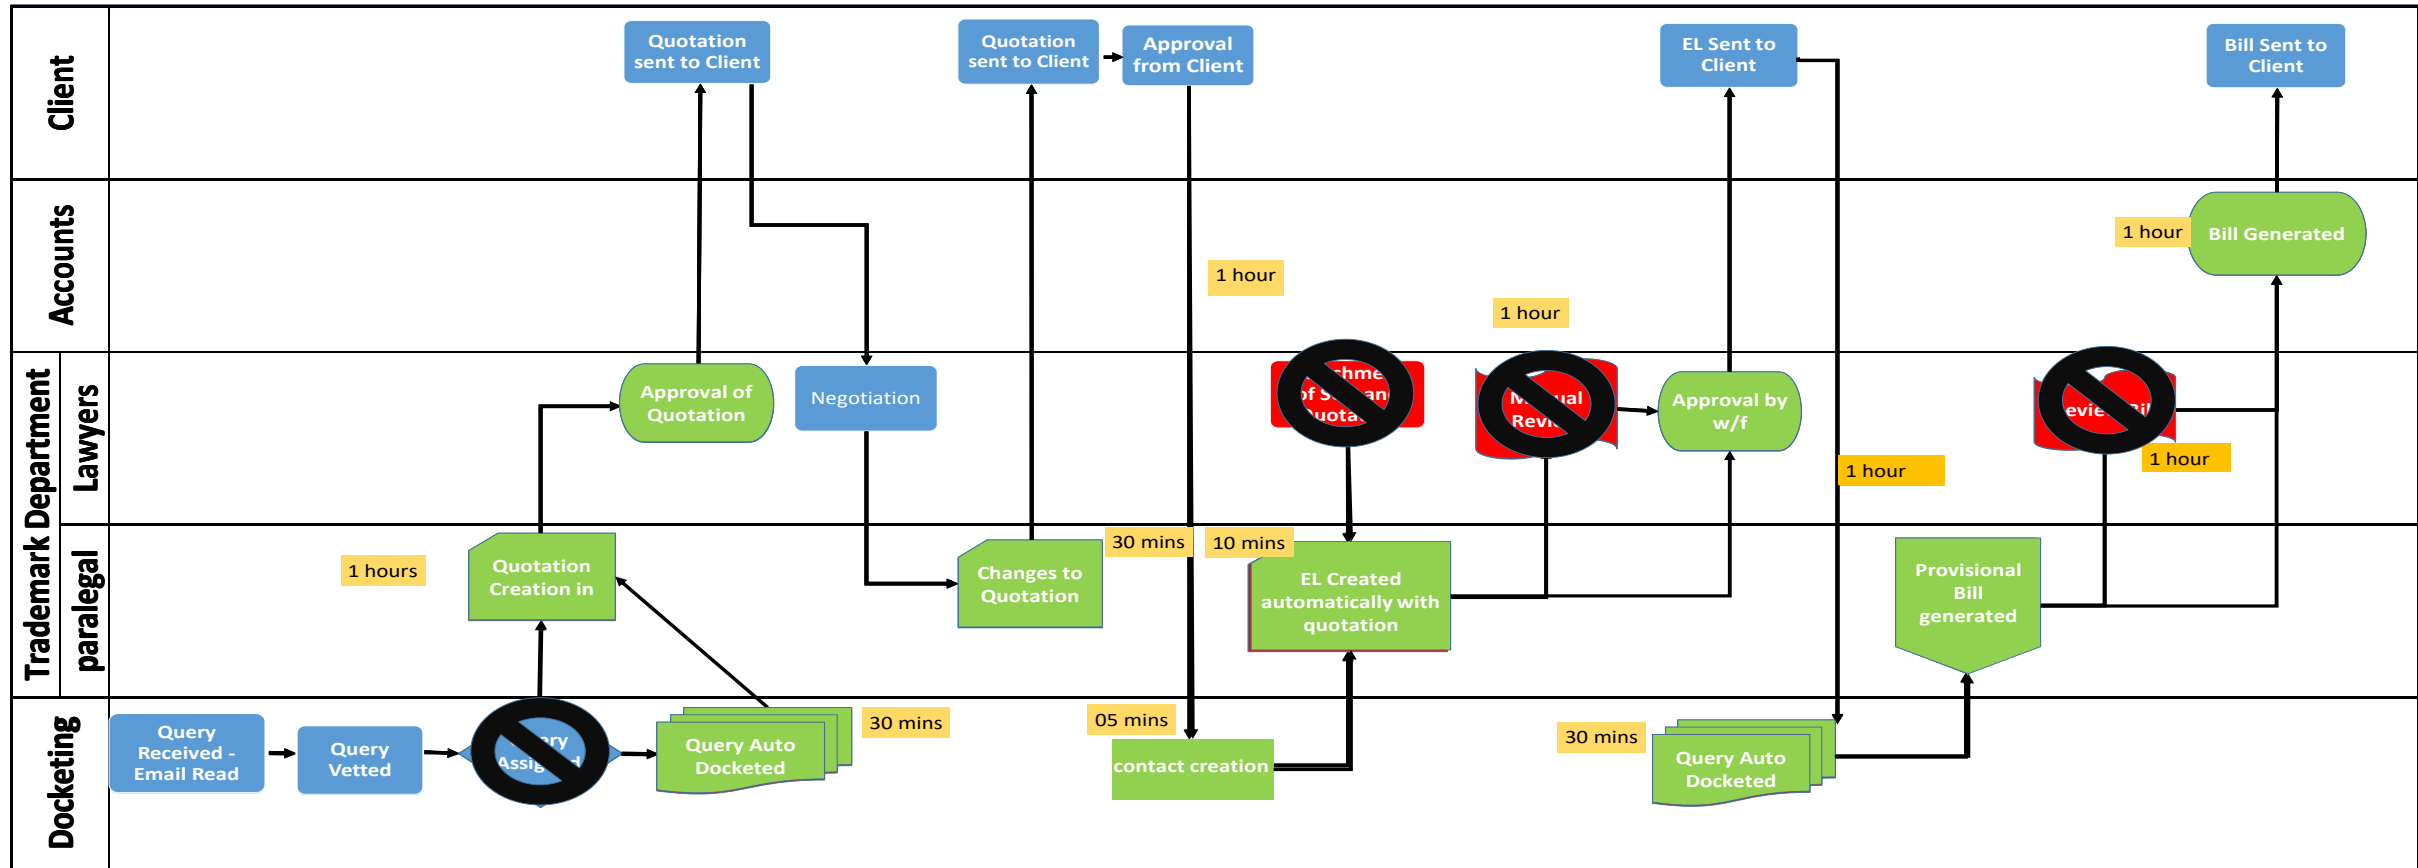 Client
Quotation
sent to Client
Quotation
sent to Client
Approval
from Client
EL Sent to
Client
Bill Sent to
Client
Accounts
1 hour
1 hour
1 hour
Bill Generated
Trademark Department
Lawyers
Approval of
Quotation
Negotiation
Approval by
w/f
1 hour
1 hour
paralegal
1 hours
Quotation
Creation in
Changes to
Quotation
30 mins
10 mins
EL Created
automatically with
quotation
Provisional
Bill
generated
Docketing
Query
Received -
Email Read
Query
Vetted
Query Auto
Docketed
30 mins
05 mins
contact creation
30 mins
Query Auto
Docketed